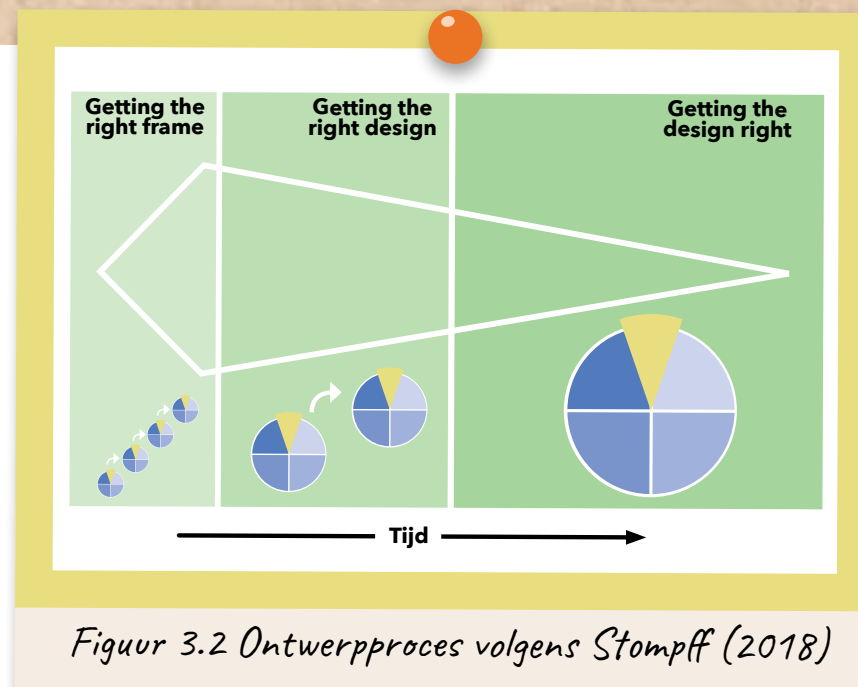 Getting the
right frame
Getting the
right design
Getting the
design right
Tijd
Figuur 3.2 Ontwerpproces volgens Stompff (2018)